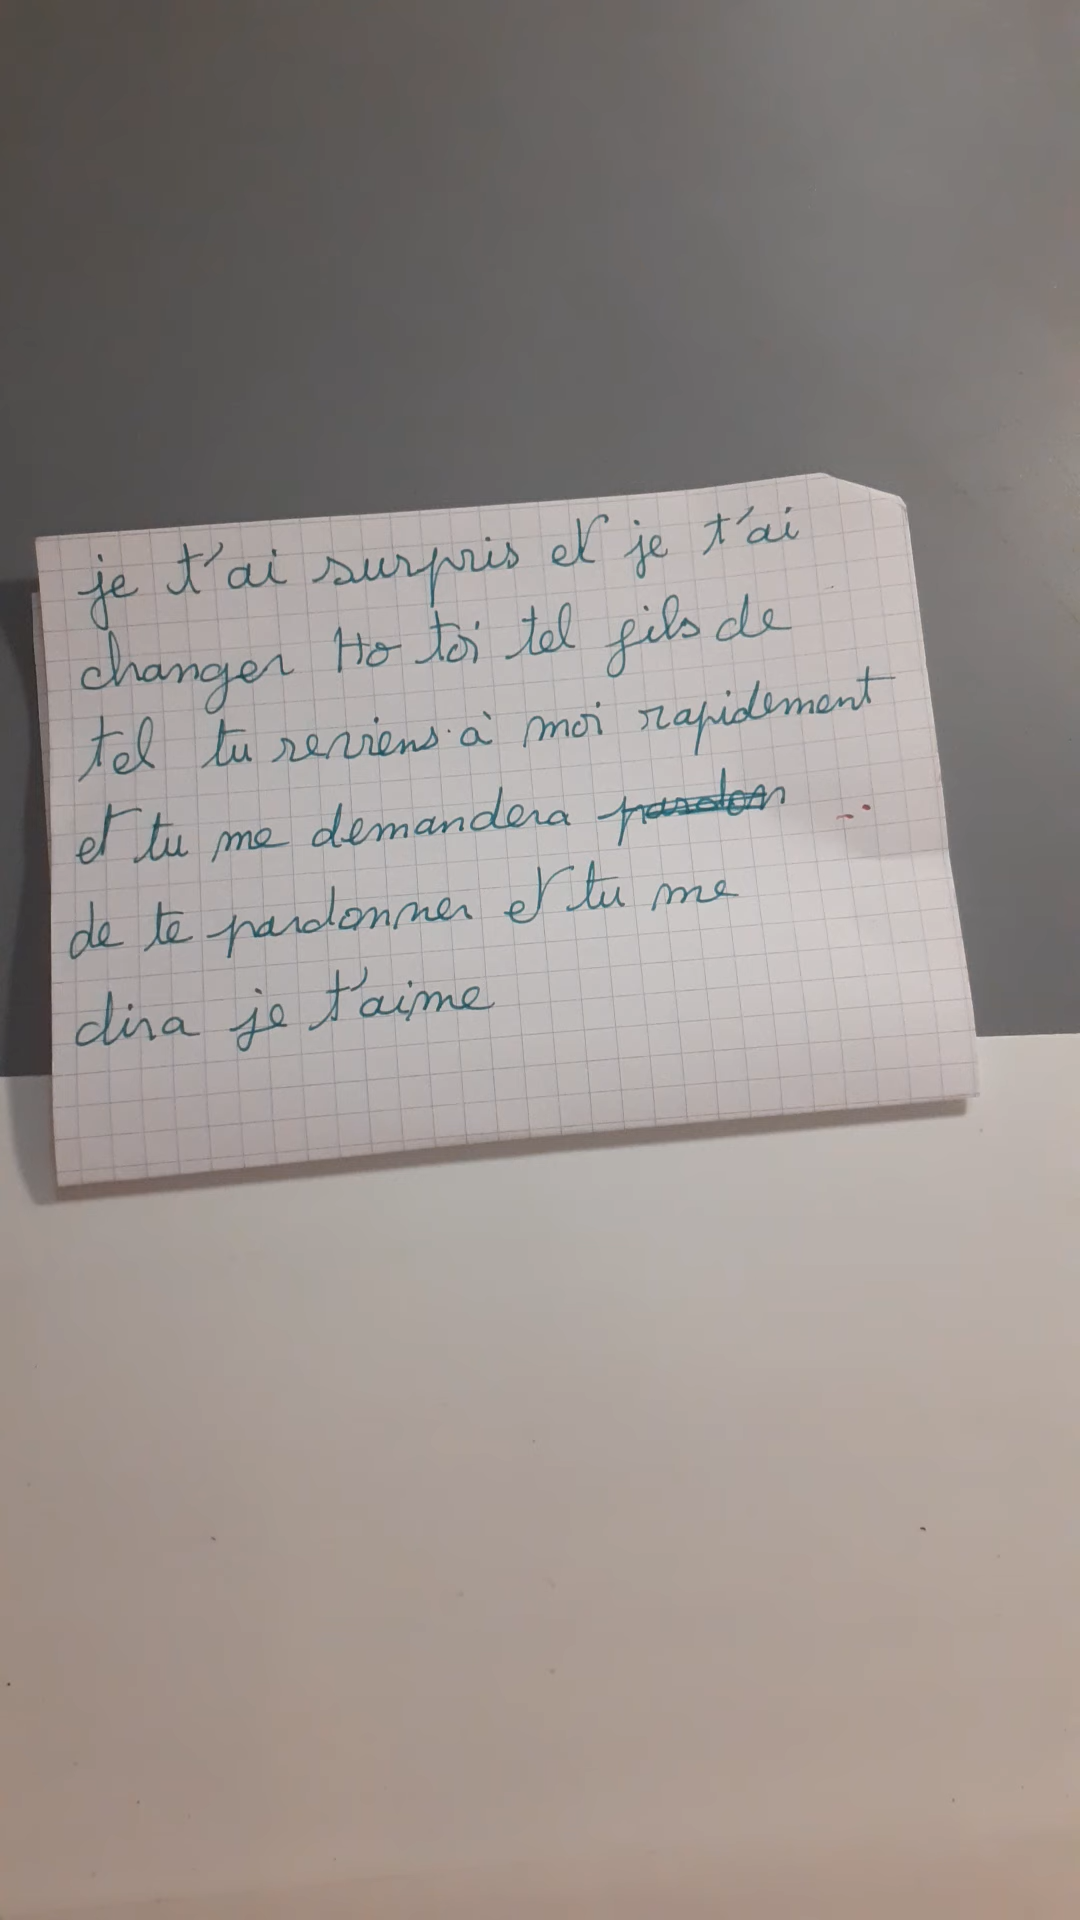 je t'ai surpris et je t'ai
changer Ho toi tel fils de
tel tu reviens à moi rapidement
et tu me demandera pardon
de te pardonner et tu me
dira je t'aime